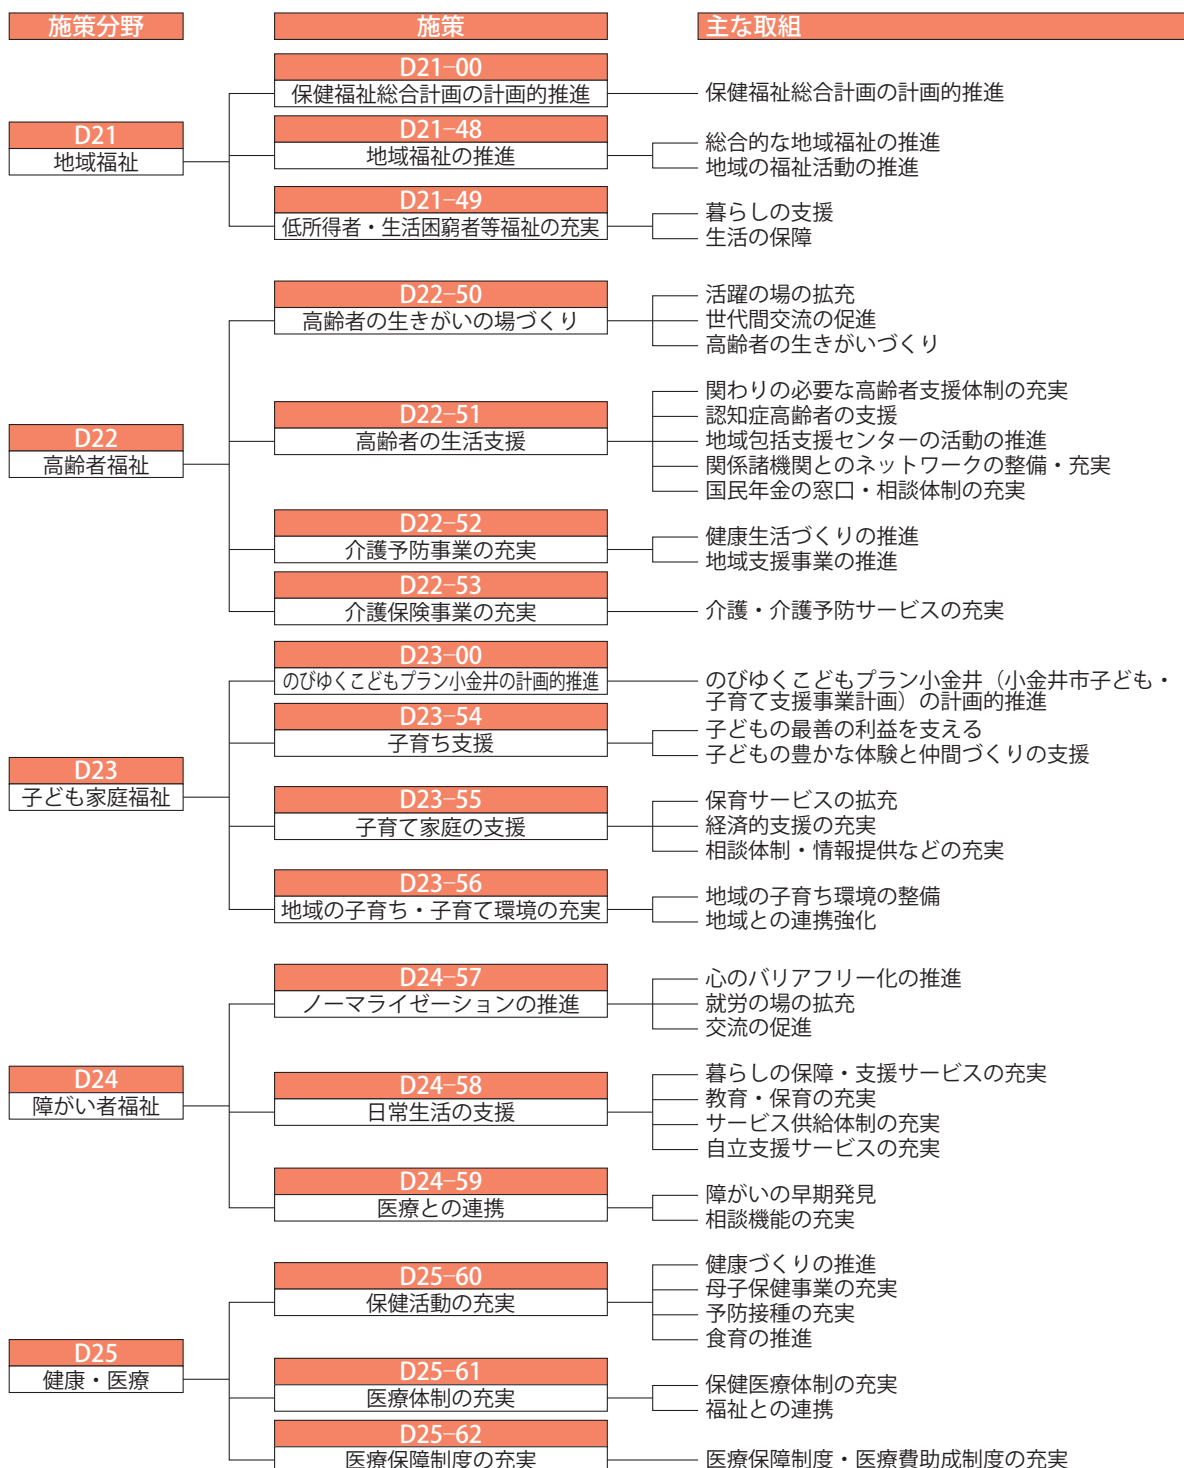 施策分野
施策
主な取組
D21
地域福祉
D21-00
保健福祉総合計画の計画的推進
保健福祉総合計画の計画的推進
D21-48
地域福祉の推進
総合的な地域福祉の推進
地域の福祉活動の推進
D21-49
低所得者・生活困窮者等福祉の充実
暮らしの支援
生活の保障
D22
高齢者福祉
D22-50
高齢者の生きがいの場づくり
活躍の場の拡充
世代間交流の促進
高齢者の生きがいづくり
D22-51
高齢者の生活支援
関わりの必要な高齢者支援体制の充実
認知症高齢者の支援
地域包括支援センターの活動の推進
関係諸機関とのネットワークの整備・充実
国民年金の窓口・相談体制の充実
D22-52
介護予防事業の充実
健康生活づくりの推進
地域支援事業の推進
D22-53
介護保険事業の充実
介護・介護予防サービスの充実
D23
子ども家庭福祉
D23-00
のびゆくこどもプラン小金井の計画的推進
のびゆくこどもプラン小金井（小金井市子ども・
子育て支援事業計画）の計画的推進
D23-54
子育ち支援
子どもの最善の利益を支える
子どもの豊かな体験と仲間づくりの支援
D23-55
子育て家庭の支援
保育サービスの拡充
経済的支援の充実
相談体制・情報提供などの充実
D23-56
地域の子育ち・子育て環境の充実
地域の子育ち環境の整備
地域との連携強化
D24
障がい者福祉
D24-57
ノーマライゼーションの推進
心のバリアフリー化の推進
就労の場の拡充
交流の促進
D24-58
日常生活の支援
暮らしの保障・支援サービスの充実
教育・保育の充実
サービス供給体制の充実
自立支援サービスの充実
D24-59
医療との連携
障がいの早期発見
相談機能の充実
D25
健康・医療
D25-60
保健活動の充実
健康づくりの推進
母子保健事業の充実
予防接種の充実
食育の推進
D25-61
医療体制の充実
保健医療体制の充実
福祉との連携
D25-62
医療保障制度の充実
医療保障制度・医療費助成制度の充実